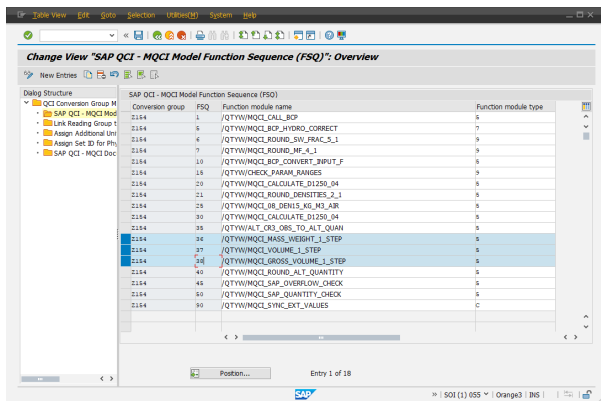 Table View Edit Goto Selection Utilities(M) System Help
Change View "SAP QCI - MQCI Model Function Sequence (FSQ)": Overview
New Entries
Dialog Structure
QCI Conversion Group M
SAP QCI - MQCI Mod
Link Reading Group t
Assign Additional Uni
Assign Set ID for Phy
SAP QCI - MQCI Doc
SAP QCI - MQCI Model Function Sequence (FSQ)
Conversion group FSQ Function module name Function module type
Z154 1 /QTYW/MQCI_CALL_BCP S
Z154 5 /QTYW/MQCI_BCP_HYDRO_CORRECT 7
Z154 6 /QTYW/MQCI_ROUND_SW_FRAC_5_1 9
Z154 7 /QTYW/MQCI_ROUND_MF_4_1 9
Z154 10 /QTYW/MQCI_BCP_CONVERT_INPUT_F S
Z154 15 /QTYW/CHECK_PARAM_RANGES 9
Z154 20 /QTYW/MQCI_CALCULATE_D1250_04 S
Z154 21 /QTYW/MQCI_ROUND_DENSITIES_2_1 S
Z154 25 /QTYW/MQCI_08_DEN15_KG_M3_AIR S
Z154 30 /QTYW/MQCI_CALCULATE_D1250_04 S
Z154 35 /QTYW/ALT_CR3_OBS_TO_ALT_QUAN S
Z154 36 /QTYW/MQCI_MASS_WEIGHT_1_STEP S
Z154 37 /QTYW/MQCI_VOLUME_1_STEP S
Z154 38 /QTYW/MQCI_GROSS_VOLUME_1_STEP S
Z154 40 /QTYW/MQCI_ROUND_ALT_QUANTITY S
Z154 45 /QTYW/MQCI_SAP_OVERFLOW_CHECK S
Z154 50 /QTYW/MQCI_SAP_QUANTITY_CHECK S
Z154 90 /QTYW/MQCI_SYNC_EXT_VALUES C
Position... Entry 1 of 18
SAP
SOI (1) 055 Orange3 INS